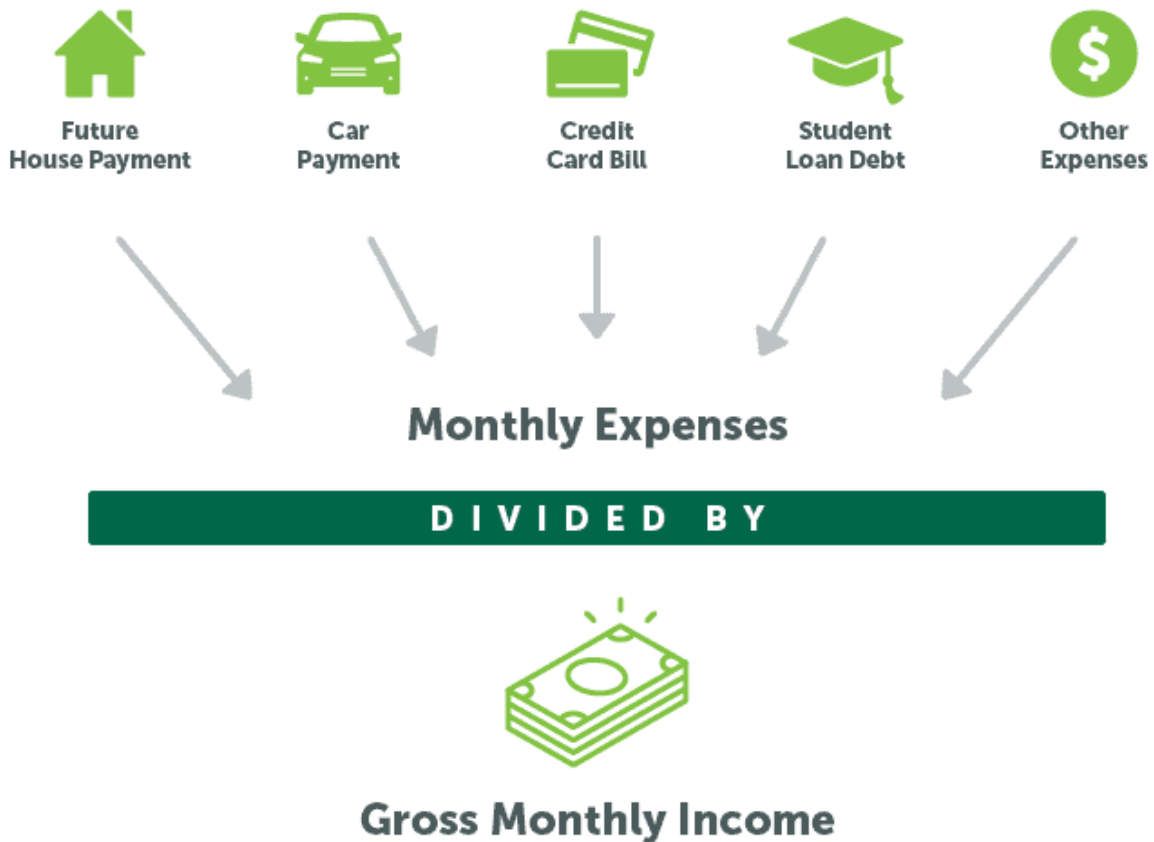 Future
House Payment
Car
Payment
Credit
Card Bill
Student
Loan Debt
$
Other
Expenses
Monthly Expenses
DIVIDED BY
Gross Monthly Income